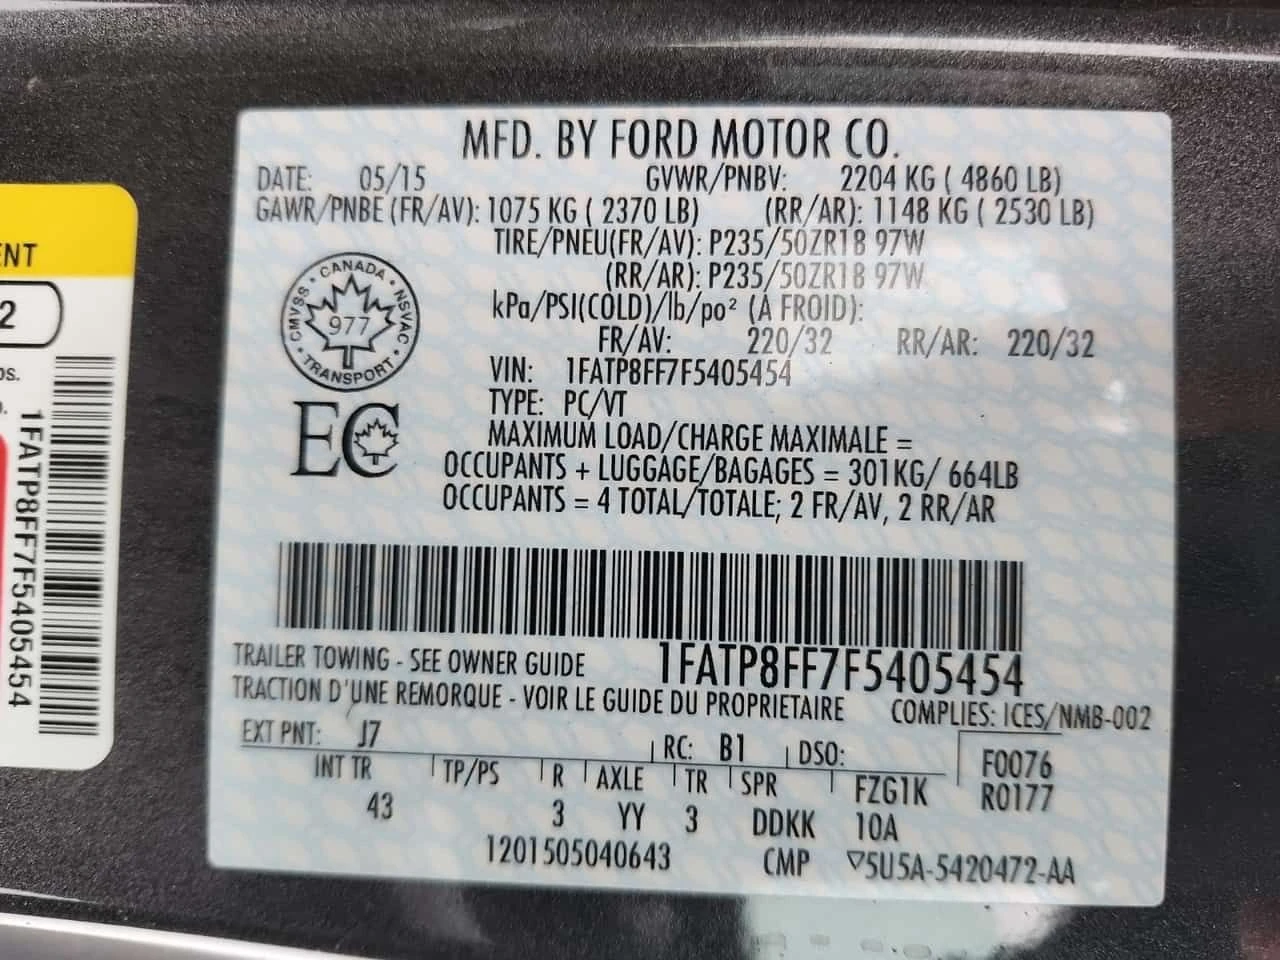 MFD. BY FORD MOTOR CO.
DATE: 05/15 GVWR/PNBV: 2204 KG ( 4860 LB)
GAWR/PNBE (FR/AV): 1075 KG ( 2370 LB) (RR/AR): 1148 KG ( 2530 LB)
TIRE/PNEU(FR/AV): P235/50ZR18 97W
(RR/AR): P235/50ZR18 97W
kPa/PSI(COLD)/lb/po² (À FROID):
FR/AV: 220/32 RR/AR: 220/32
VIN: 1FATP8FF7F5405454
TYPE: PC/VT
MAXIMUM LOAD/CHARGE MAXIMALE =
OCCUPANTS + LUGGAGE/BAGAGES = 301KG/ 664LB
OCCUPANTS = 4 TOTAL/TOTALE; 2 FR/AV, 2 RR/AR
CANADA
CMVSS
NSVAC
977
TRANSPORT
EC
1FATP8FF7F5405454
TRAILER TOWING - SEE OWNER GUIDE
TRACTION D'UNE REMORQUE - VOIR LE GUIDE DU PROPRIETAIRE
COMPLIES: ICES/NMB-002
EXT PNT: J7 RC: B1 DSO: F0076
INT TR TP/PS R AXLE TR SPR FZG1K R0177
43 3 YY 3 DDKK 10A
1201505040643 CMP ▽5U5A-5420472-AA
ENT
2
os.
1FATP8FF7F5405454